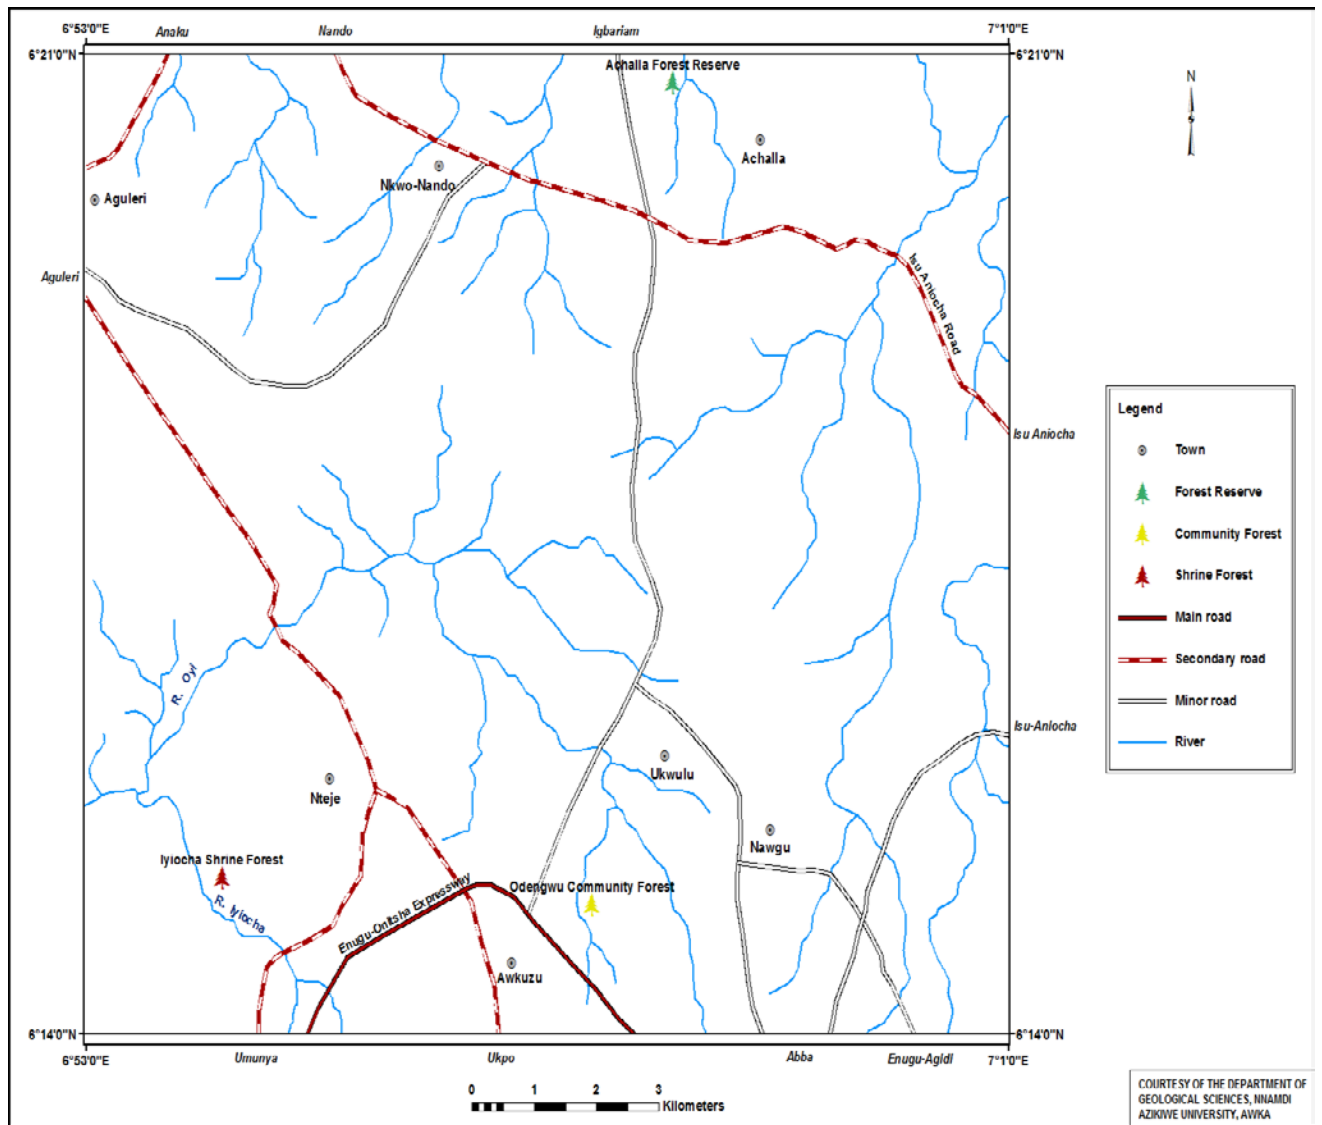 6°53'0"E
Anaku
Nando
Igbariam
7°1'0"E
6°21'0"N
6°21'0"N
Achalla Forest Reserve
N
Achalla
Nkwo-Nando
Aguleri
Aguleri
Isu Aniocha Road
Legend
Isu Aniocha
Town
Forest Reserve
Community Forest
Shrine Forest
Main road
Secondary road
Minor road
River
R. Oyi
Isu-Aniocha
Ukwulu
Nteje
Nawgu
Iyiocha Shrine Forest
Odengwu Community Forest
Enugu-Onitsha Expressway
R. Iyiocha
Awkuzu
6°14'0"N
6°14'0"N
6°53'0"E
Umunya
Ukpo
Abba
Enugu-Agidi
7°1'0"E
0 1 2 3
Kilometers
COURTESY OF THE DEPARTMENT OF
GEOLOGICAL SCIENCES, NNAMDI
AZIKIWE UNIVERSITY, AWKA